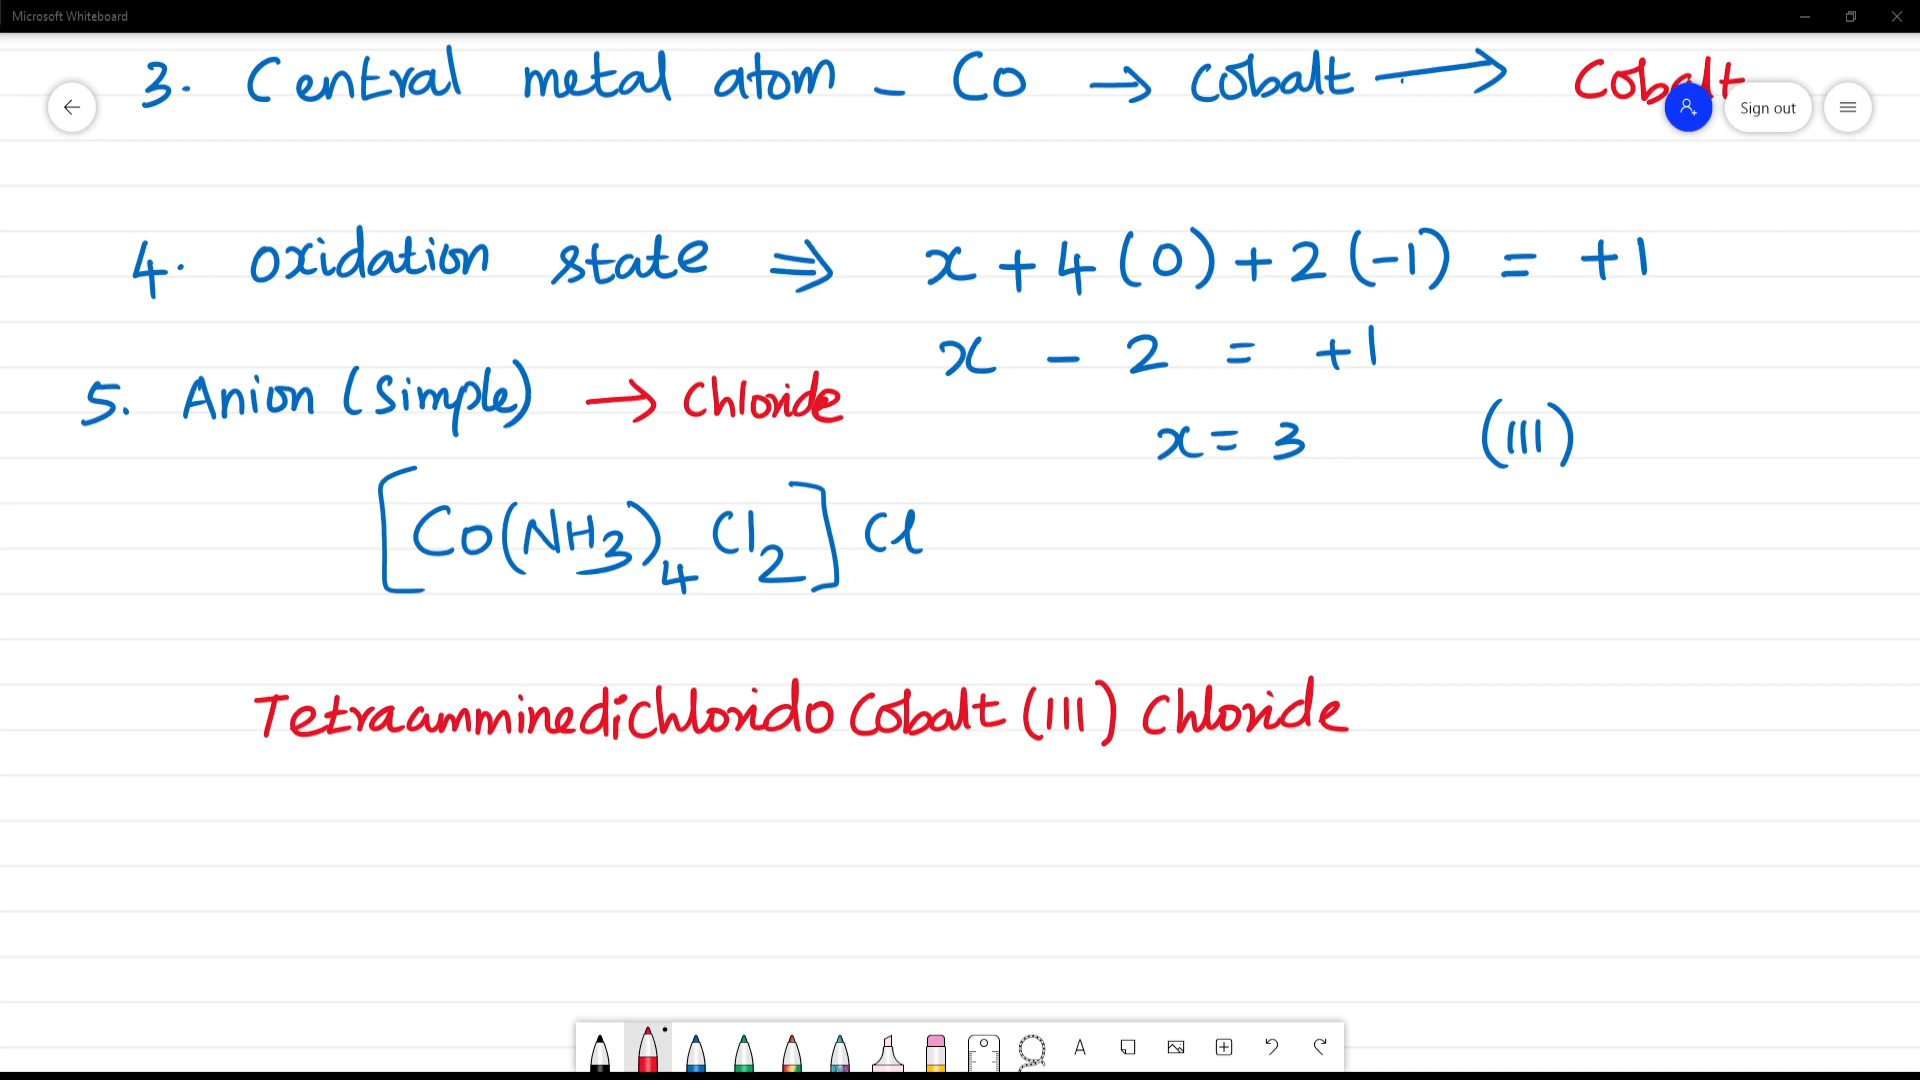 Microsoft Whiteboard
3. Central metal atom - Co → Cobalt → Cobalt
Sign out
4. oxidation state ⇒ x + 4(0) + 2(-1) = +1
x - 2 = +1
5. Anion (Simple) → Chloride
x = 3 (III)
[Co(NH3)4 Cl2] Cl
Tetraamminedichlorido Cobalt (III) Chloride
A